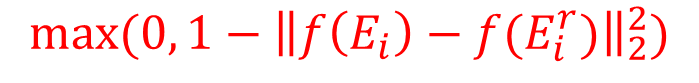 max(0, 1 − ‖f(E_i) − f(E_i^r)‖_2^2)